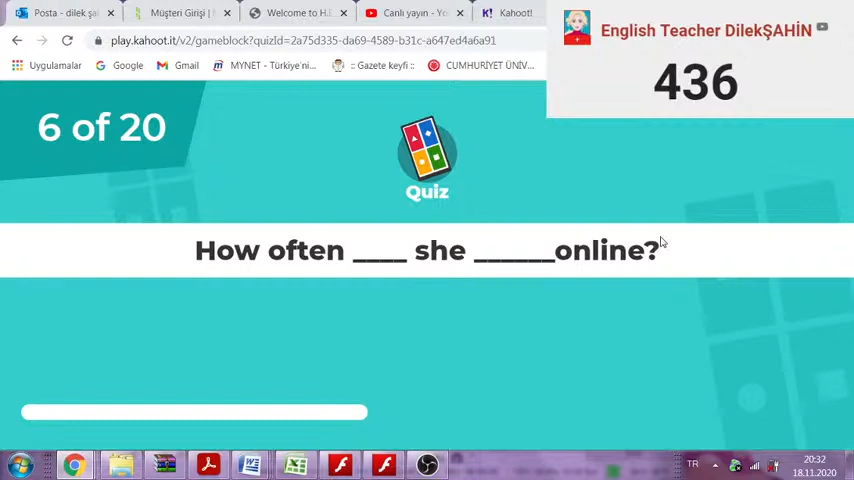 Posta - dilek şal
Müşteri Girişi | N
Welcome to H.E
Canlı yayın - You
Kahoot!
play.kahoot.it/v2/gameblock?quizId=2a75d335-da69-4589-b31c-a647ed4a6a91
Uygulamalar
Google
Gmail
MYNET - Türkiye'ni...
:: Gazete keyfi ::
CUMHURİYET ÜNİV...
English Teacher DilekŞAHİN
436
6 of 20
Quiz
How often ____ she ______online?
TR
20:32
18.11.2020